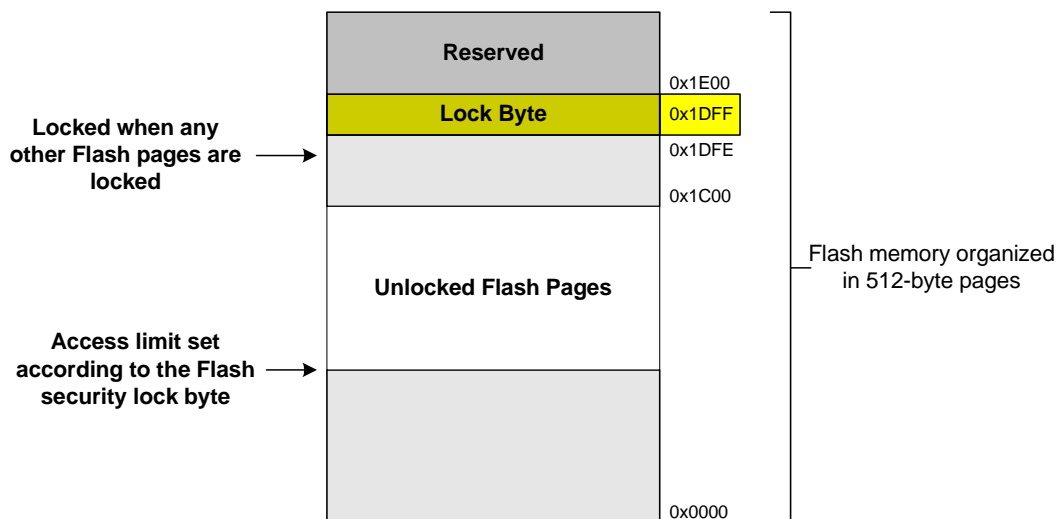 Reserved
0x1E00
Lock Byte
0x1DFF
Locked when any
other Flash pages are
locked
0x1DFE
0x1C00
Flash memory organized
in 512-byte pages
Unlocked Flash Pages
Access limit set
according to the Flash
security lock byte
0x0000